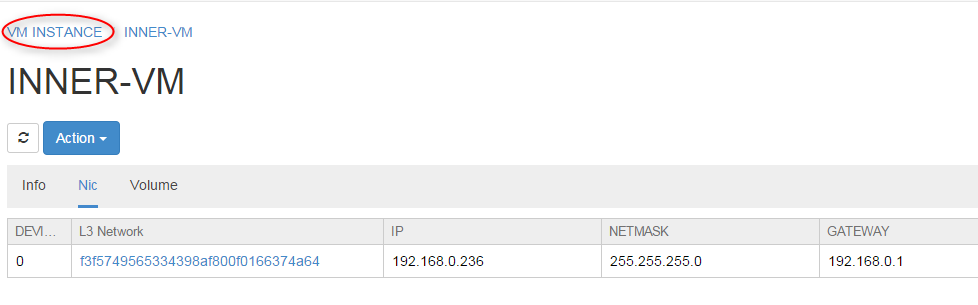 VM INSTANCE INNER-VM
INNER-VM
Action
Info Nic Volume
DEVI... L3 Network IP NETMASK GATEWAY
0 f3f5749565334398af800f0166374a64 192.168.0.236 255.255.255.0 192.168.0.1